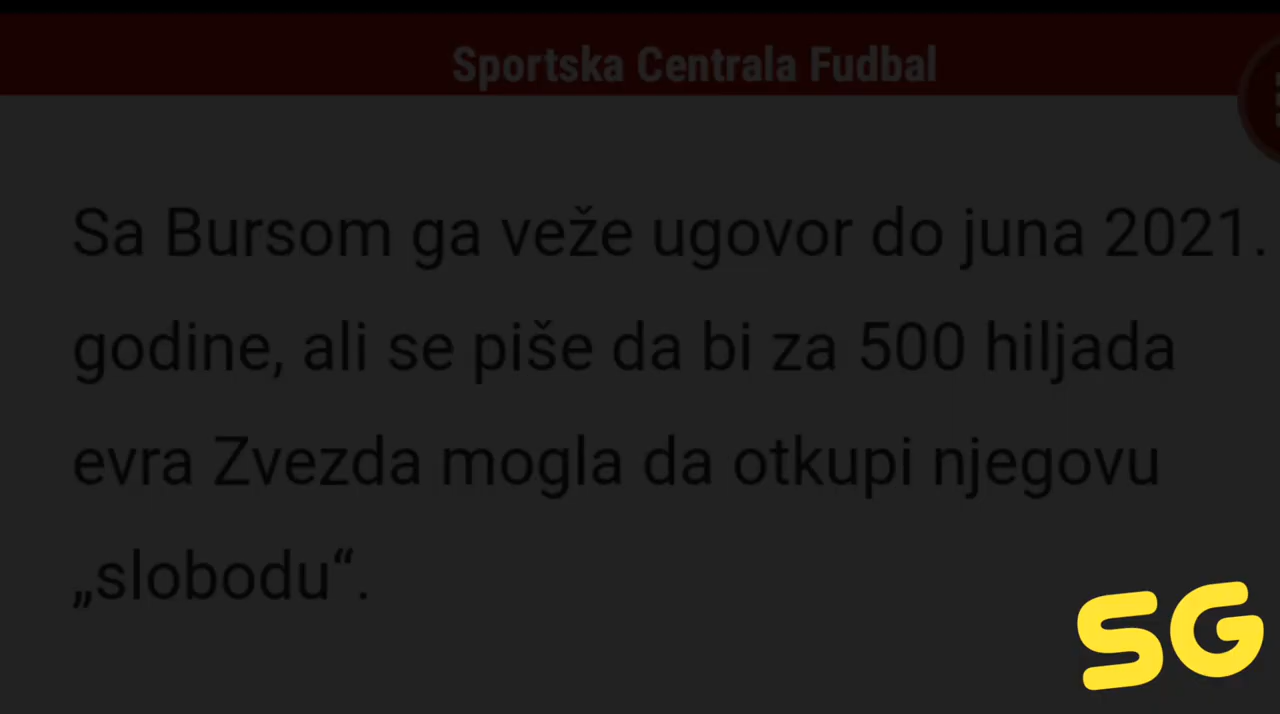 Sportska Centrala Fudbal
Sa Bursom ga veže ugovor do juna 2021.
godine, ali se piše da bi za 500 hiljada
evra Zvezda mogla da otkupi njegovu
„slobodu“.
SG